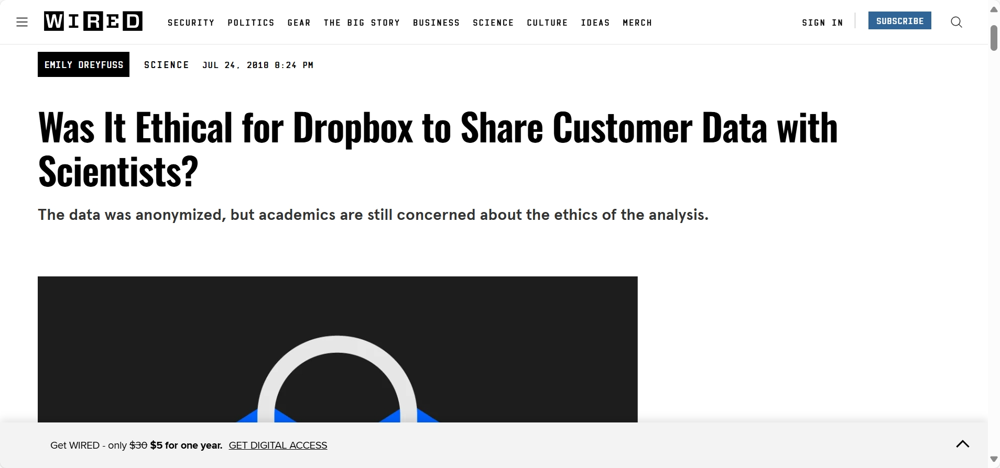 WIRED
SECURITY POLITICS GEAR THE BIG STORY BUSINESS SCIENCE CULTURE IDEAS MERCH
SIGN IN
SUBSCRIBE
EMILY DREYFUSS SCIENCE JUL 24, 2018 8:24 PM
Was It Ethical for Dropbox to Share Customer Data with
Scientists?
The data was anonymized, but academics are still concerned about the ethics of the analysis.
Get WIRED - only $30 $5 for one year. GET DIGITAL ACCESS